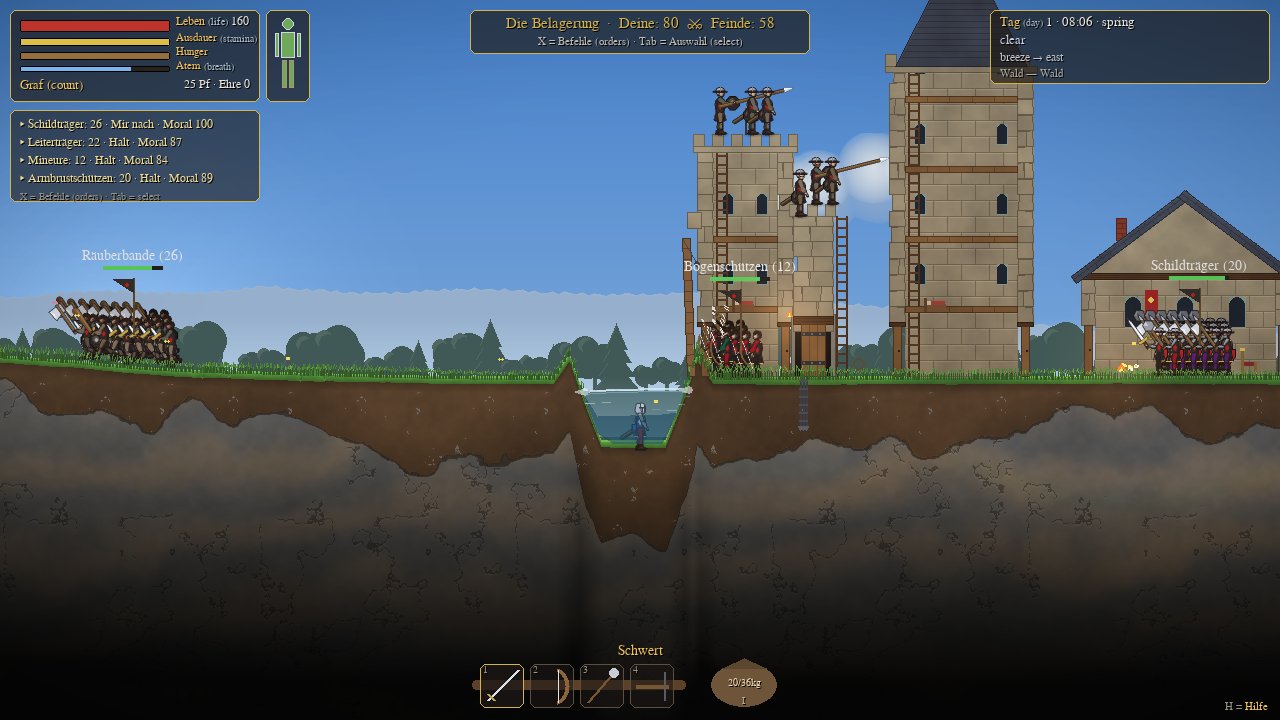 Leben (life) 160
Ausdauer (stamina)
Hunger
Atem (breath)
Graf (count) 25 Pf · Ehre 0
▸ Schildträger: 26 · Mir nach · Moral 100
▸ Leiterträger: 22 · Halt · Moral 87
▸ Mineure: 12 · Halt · Moral 84
▸ Armbrustschützen: 20 · Halt · Moral 89
X = Befehle (orders) · Tab = select
Die Belagerung · Deine: 80 ⚔ Feinde: 58
X = Befehle (orders) · Tab = Auswahl (select)
Tag (day) 1 · 08:06 · spring
clear
breeze → east
Wald — Wald
Räuberbande (26)
Bogenschützen (12)
Schildträger (20)
Schwert
1 2 3 4
20/36kg
I
H = Hilfe